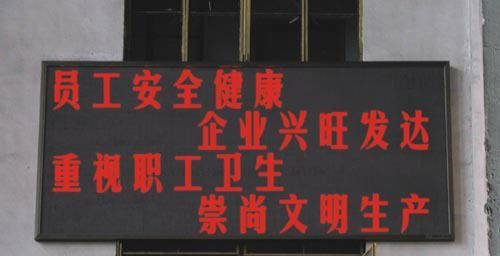 员工安全健康
企业兴旺发达
重视职工卫生
崇尚文明生产